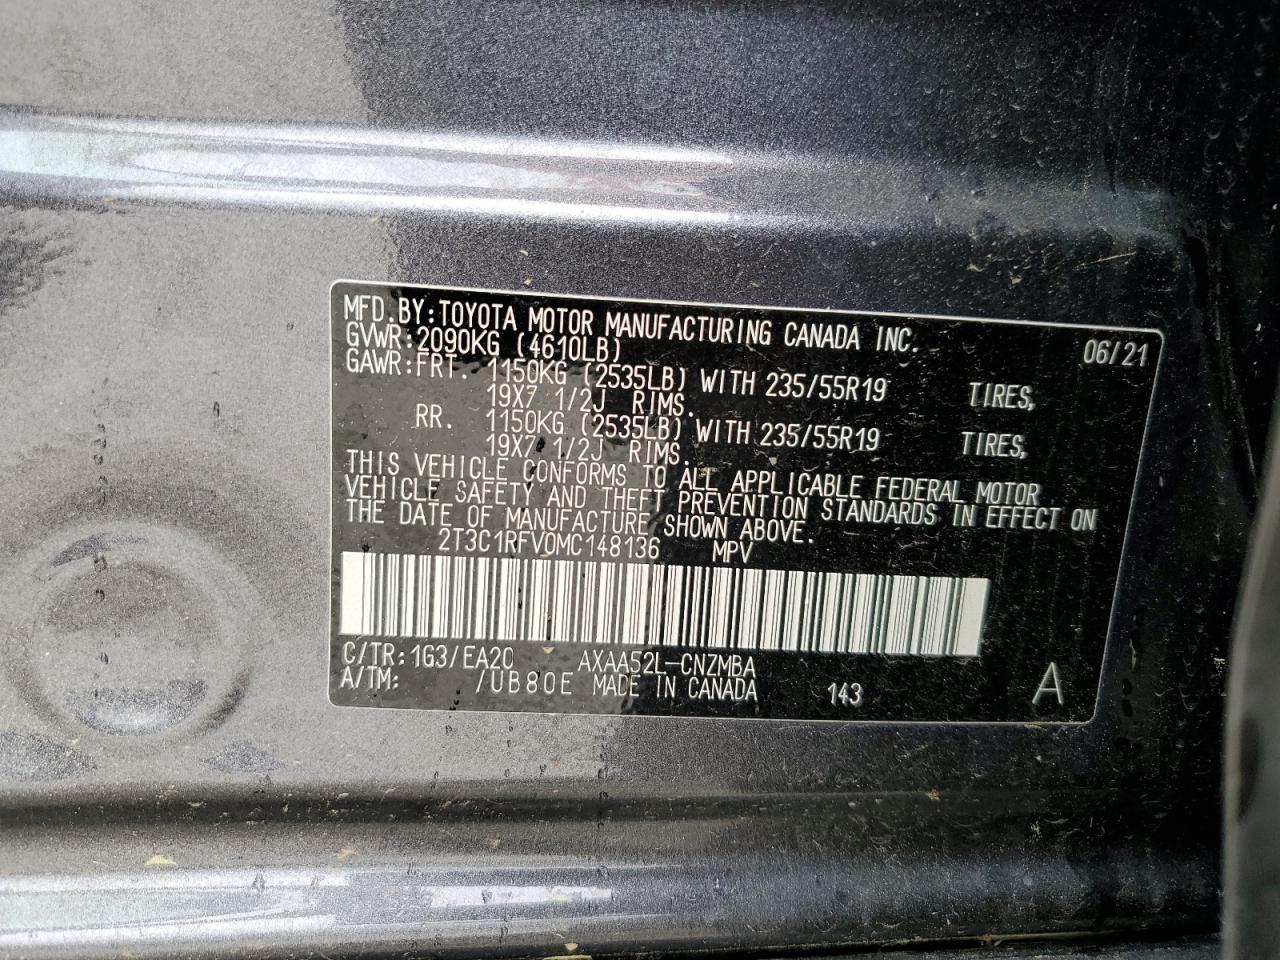 MFD.BY:TOYOTA MOTOR MANUFACTURING CANADA INC.
GVWR:2090KG (4610LB) 06/21
GAWR:FRT. 1150KG (2535LB) WITH 235/55R19 TIRES,
19X7 1/2J RIMS.
RR. 1150KG (2535LB) WITH 235/55R19 TIRES,
19X7 1/2J RIMS.
THIS VEHICLE CONFORMS TO ALL APPLICABLE FEDERAL MOTOR
VEHICLE SAFETY AND THEFT PREVENTION STANDARDS IN EFFECT ON
THE DATE OF MANUFACTURE SHOWN ABOVE.
2T3C1RFV0MC148136 MPV
C/TR:1G3/EA20 AXAA52L-CNZMBA
A/TM: /UB80E MADE IN CANADA 143 A